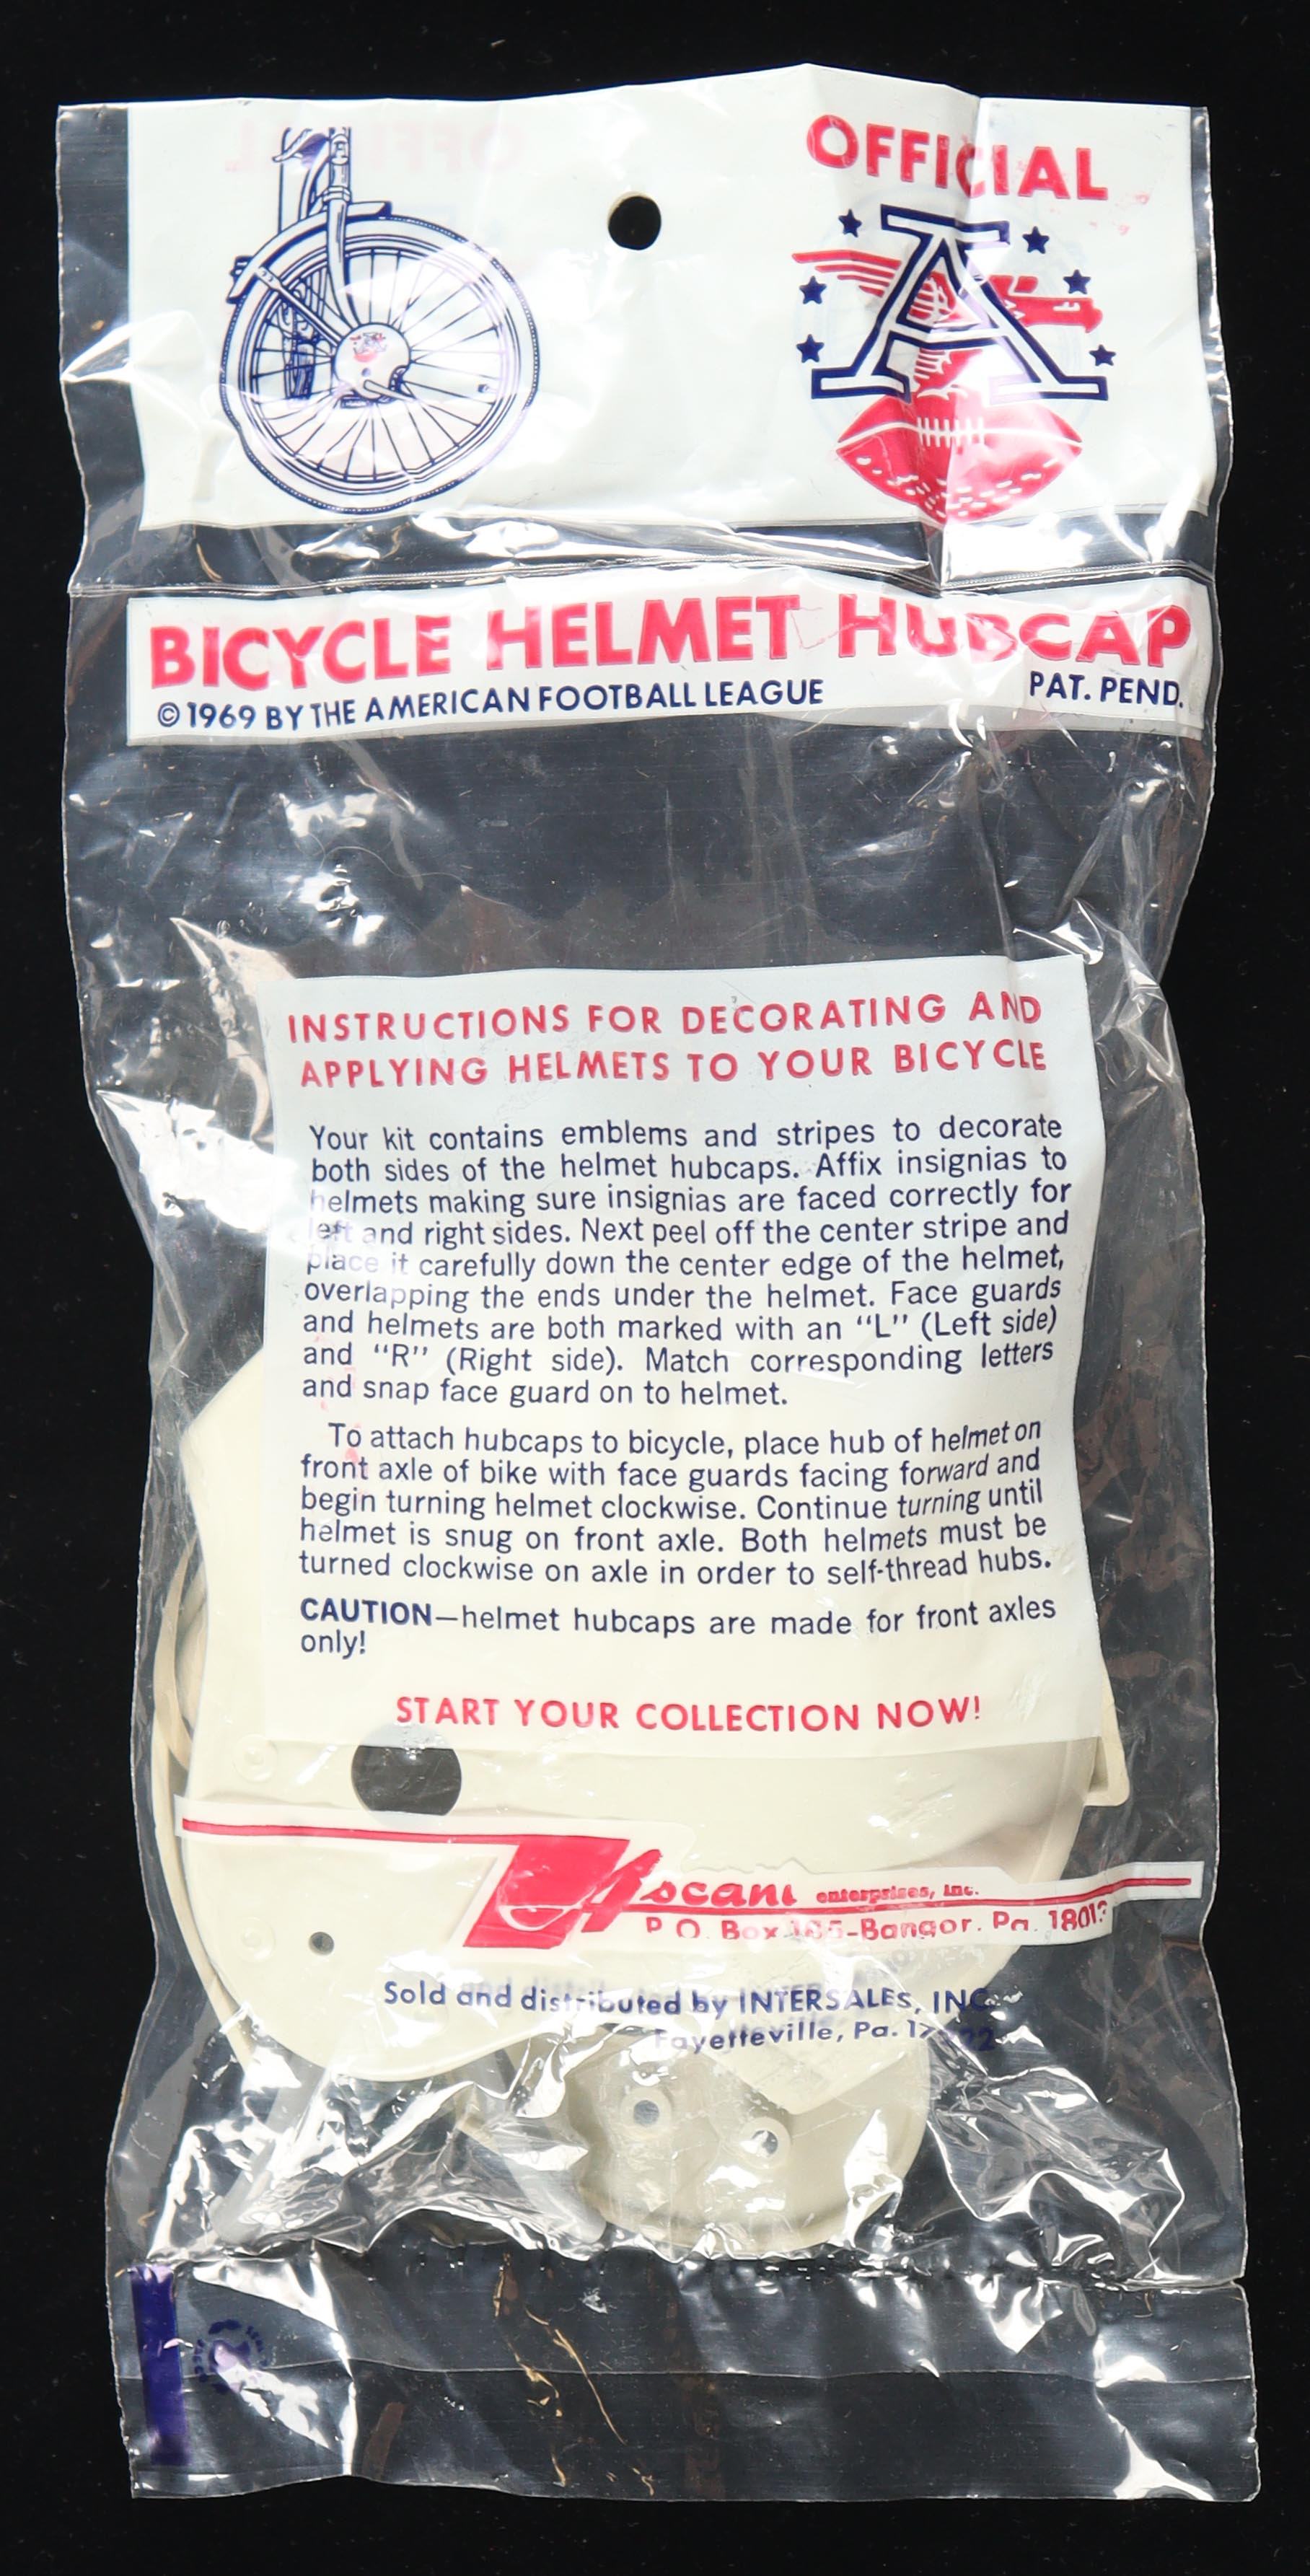 OFFICIAL
A
BICYCLE HELMET HUBCAP
© 1969 BY THE AMERICAN FOOTBALL LEAGUE PAT. PEND.
INSTRUCTIONS FOR DECORATING AND
APPLYING HELMETS TO YOUR BICYCLE
Your kit contains emblems and stripes to decorate
both sides of the helmet hubcaps. Affix insignias to
helmets making sure insignias are faced correctly for
left and right sides. Next peel off the center stripe and
place it carefully down the center edge of the helmet,
overlapping the ends under the helmet. Face guards
and helmets are both marked with an “L” (Left side)
and “R” (Right side). Match corresponding letters
and snap face guard on to helmet.
To attach hubcaps to bicycle, place hub of helmet on
front axle of bike with face guards facing forward and
begin turning helmet clockwise. Continue turning until
helmet is snug on front axle. Both helmets must be
turned clockwise on axle in order to self-thread hubs.
CAUTION—helmet hubcaps are made for front axles
only!
START YOUR COLLECTION NOW!
Ascani enterprises, inc.
P.O. Box -Bangor, Pa.
Sold and distributed by INTERSALES, INC.
Fayetteville, Pa.